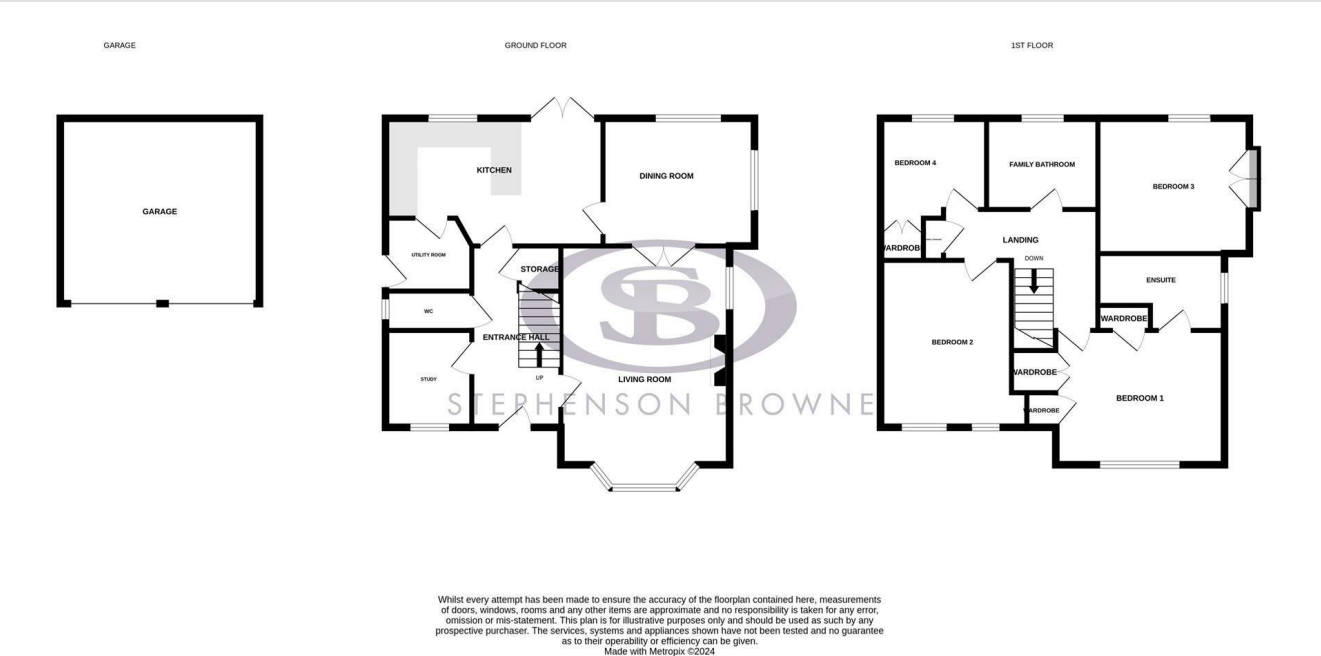 GARAGE
GROUND FLOOR
1ST FLOOR
GARAGE
KITCHEN
DINING ROOM
UTILITY ROOM
STORAGE
WC
ENTRANCE HALL
STUDY
UP
LIVING ROOM
SB
STEPHENSON BROWNE
BEDROOM 4
FAMILY BATHROOM
BEDROOM 3
WARDROBE
LANDING
DOWN
ENSUITE
WARDROBE
BEDROOM 2
WARDROBE
WARDROBE
BEDROOM 1
Whilst every attempt has been made to ensure the accuracy of the floorplan contained here, measurements
of doors, windows, rooms and any other items are approximate and no responsibility is taken for any error,
omission or mis-statement. This plan is for illustrative purposes only and should be used as such by any
prospective purchaser. The services, systems and appliances shown have not been tested and no guarantee
as to their operability or efficiency can be given.
Made with Metropix ©2024